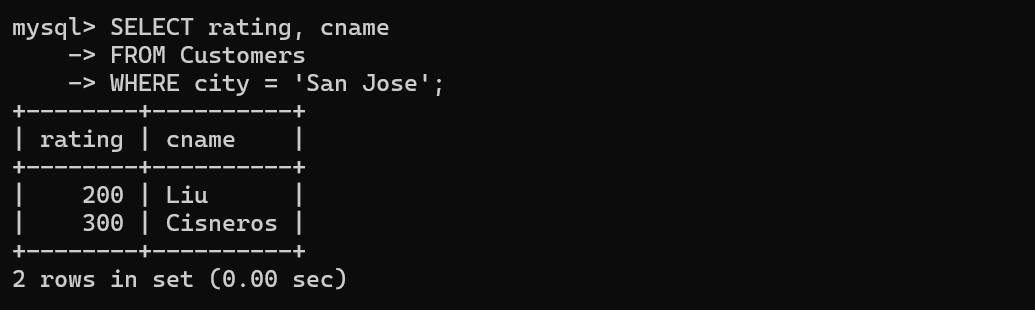 mysql> SELECT rating, cname
    -> FROM Customers
    -> WHERE city = 'San Jose';
+--------+----------+
| rating | cname    |
+--------+----------+
|    200 | Liu      |
|    300 | Cisneros |
+--------+----------+
2 rows in set (0.00 sec)